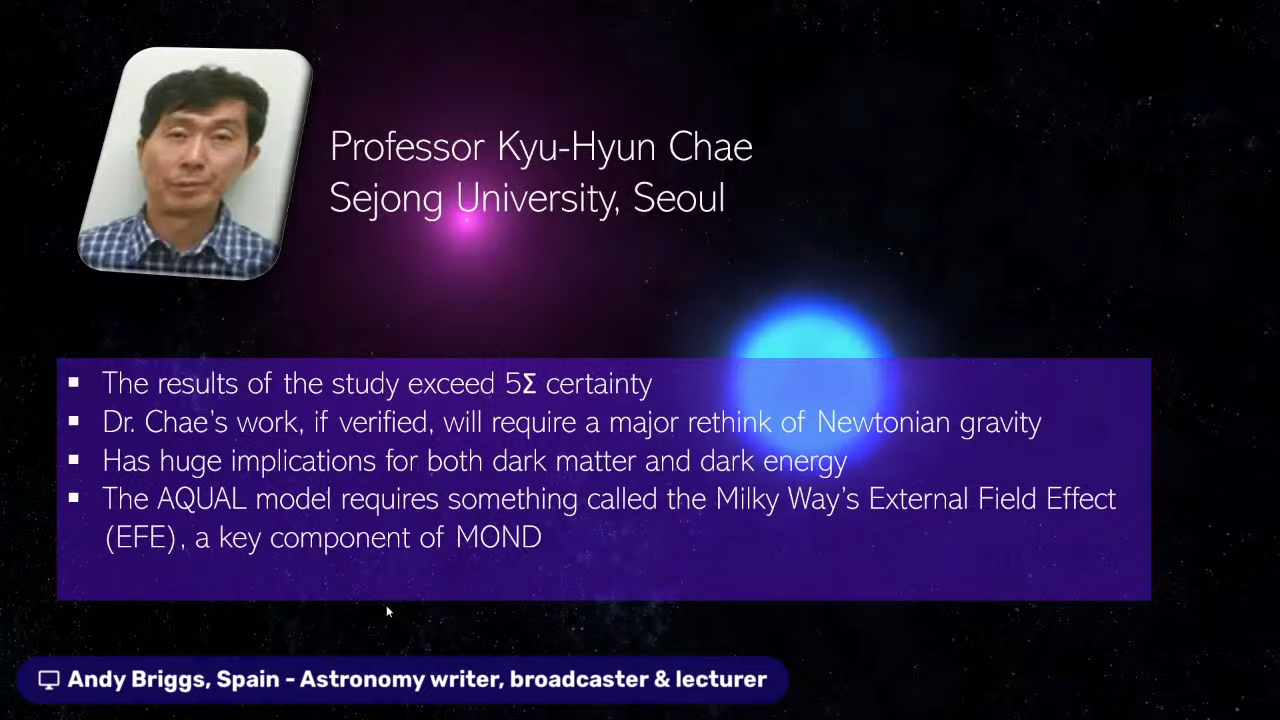 Professor Kyu-Hyun Chae
Sejong University, Seoul
▪ The results of the study exceed 5Σ certainty
▪ Dr. Chae's work, if verified, will require a major rethink of Newtonian gravity
▪ Has huge implications for both dark matter and dark energy
▪ The AQUAL model requires something called the Milky Way's External Field Effect
(EFE), a key component of MOND
Andy Briggs, Spain - Astronomy writer, broadcaster & lecturer